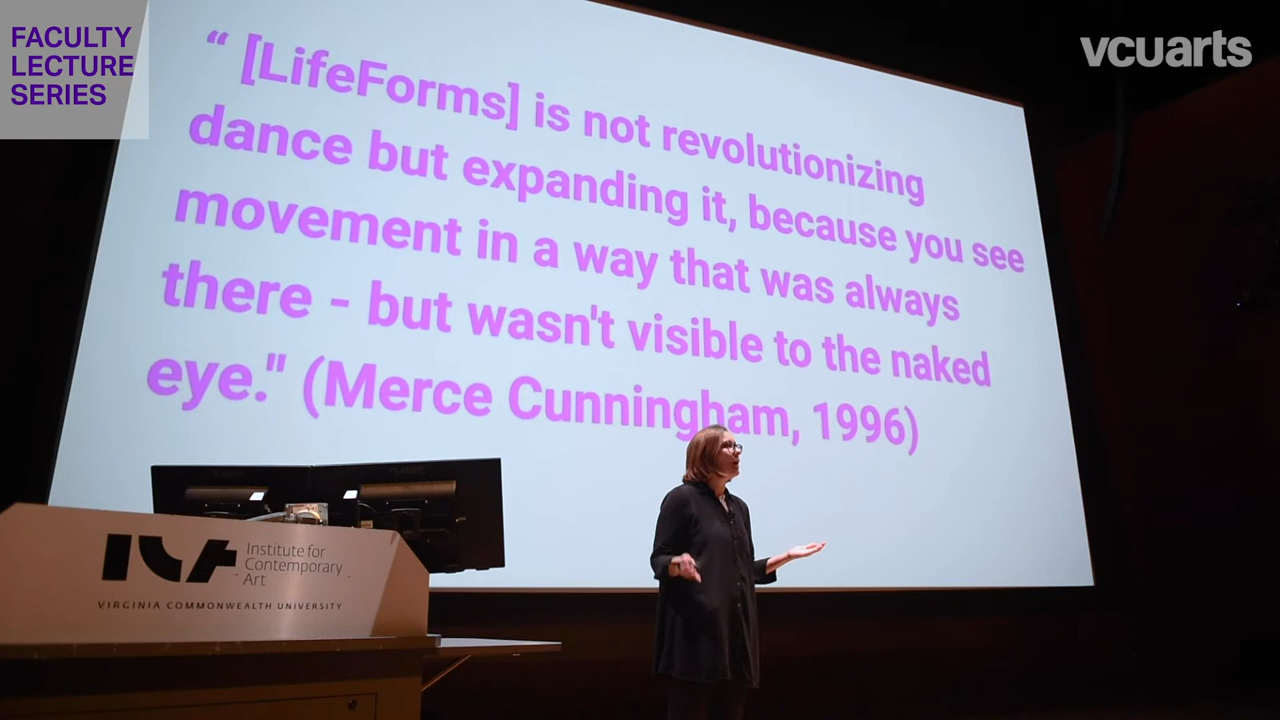 FACULTY
LECTURE
SERIES
vcuarts
“ [LifeForms] is not revolutionizing
dance but expanding it, because you see
movement in a way that was always
there - but wasn't visible to the naked
eye." (Merce Cunningham, 1996)
ICA
Institute for
Contemporary
Art
VIRGINIA COMMONWEALTH UNIVERSITY